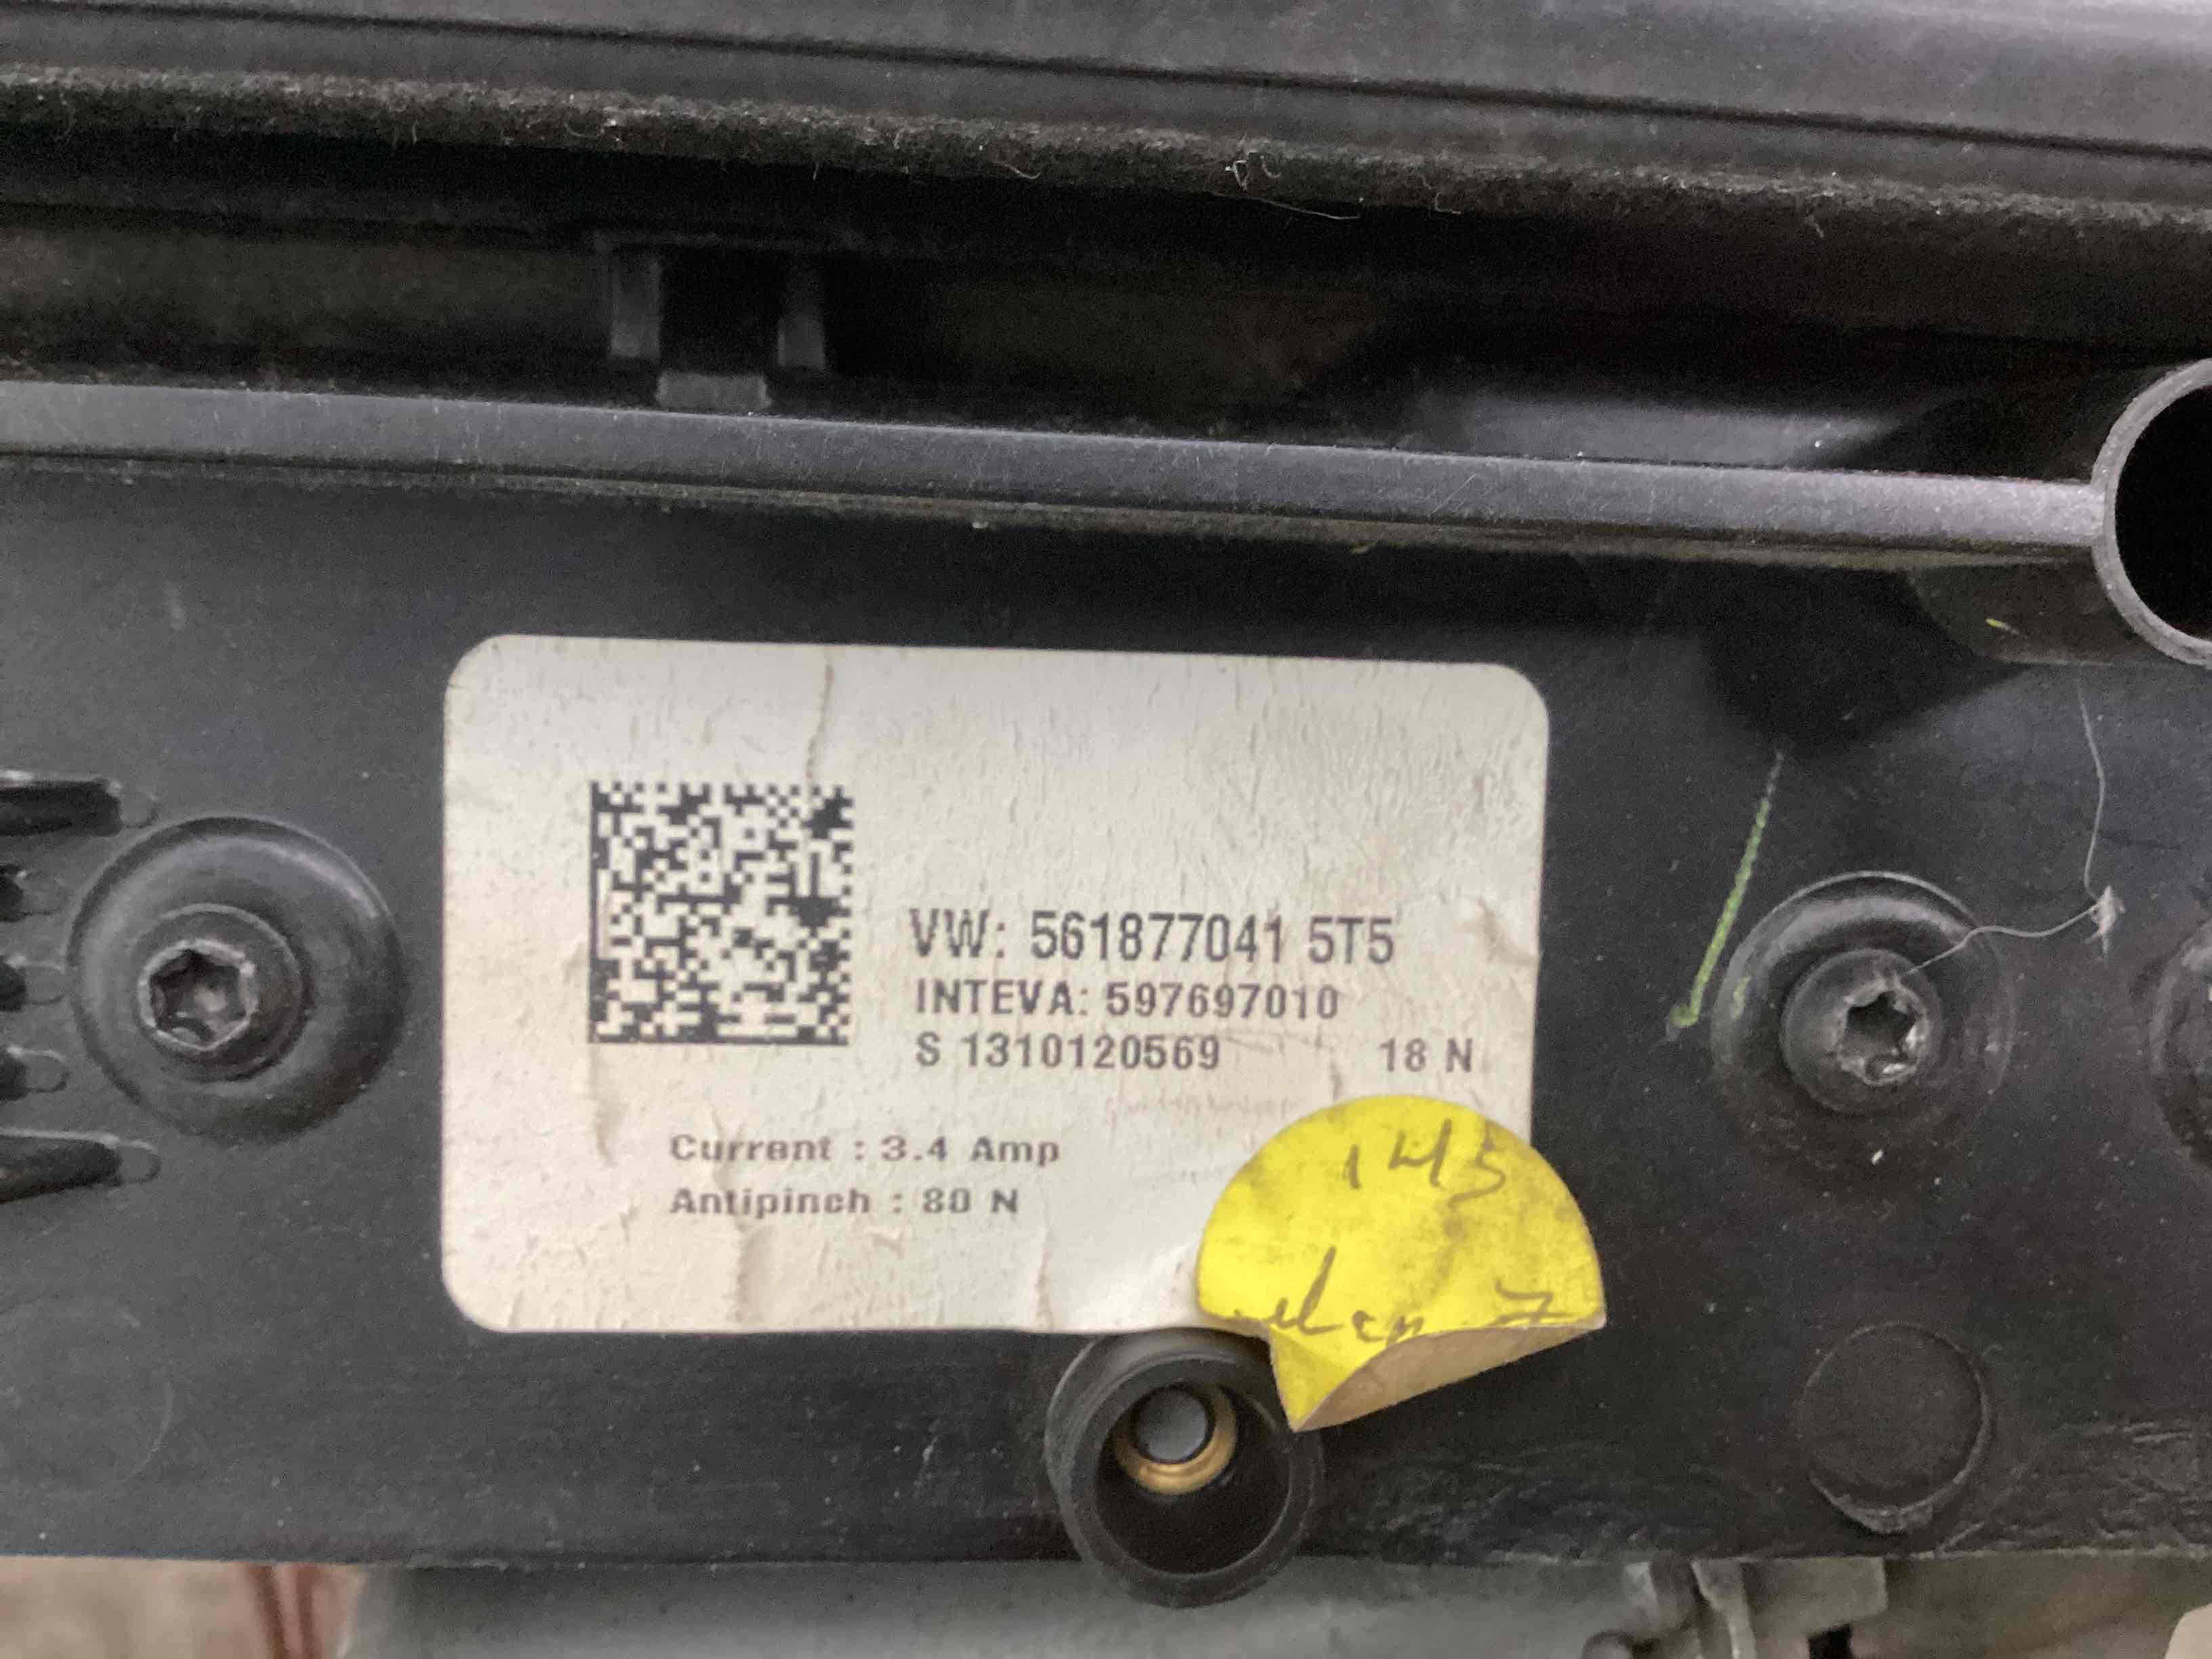 VW: 561877041 5T5
INTEVA: 597697010
S 1310120569 18 N
Current : 3.4 Amp
Antipinch : 80 N
145